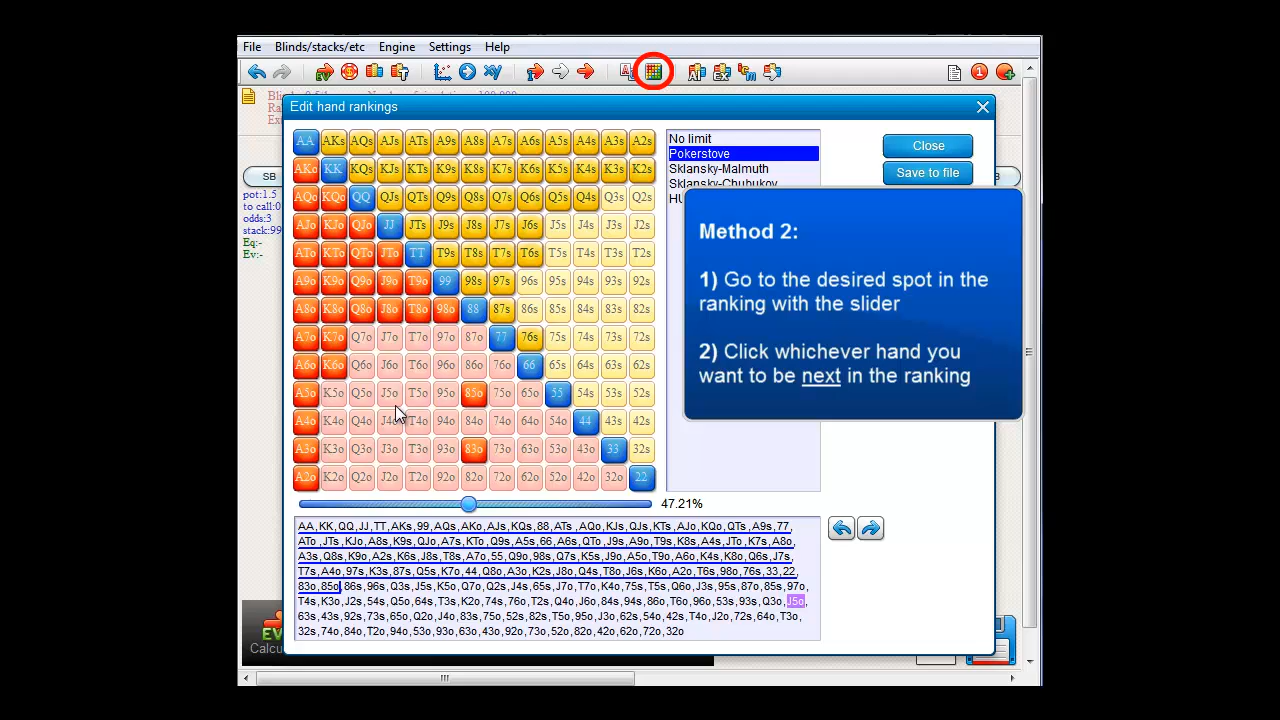 File Blinds/stacks/etc Engine Settings Help
Edit hand rankings
AA AKs AQs AJs ATs A9s A8s A7s A6s A5s A4s A3s A2s
AKo KK KQs KJs KTs K9s K8s K7s K6s K5s K4s K3s K2s
AQo KQo QQ QJs QTs Q9s Q8s Q7s Q6s Q5s Q4s Q3s Q2s
AJo KJo QJo JJ JTs J9s J8s J7s J6s J5s J4s J3s J2s
ATo KTo QTo JTo TT T9s T8s T7s T6s T5s T4s T3s T2s
A9o K9o Q9o J9o T9o 99 98s 97s 96s 95s 94s 93s 92s
A8o K8o Q8o J8o T8o 98o 88 87s 86s 85s 84s 83s 82s
A7o K7o Q7o J7o T7o 97o 87o 77 76s 75s 74s 73s 72s
A6o K6o Q6o J6o T6o 96o 86o 76o 66 65s 64s 63s 62s
A5o K5o Q5o J5o T5o 95o 85o 75o 65o 55 54s 53s 52s
A4o K4o Q4o J4o T4o 94o 84o 74o 64o 54o 44 43s 42s
A3o K3o Q3o J3o T3o 93o 83o 73o 63o 53o 43o 33 32s
A2o K2o Q2o J2o T2o 92o 82o 72o 62o 52o 42o 32o 22
No limit
Pokerstove
Sklansky-Malmuth
Sklansky-Chubukov
Close
Save to file
SB
pot:1.5
to call:0
odds:3
stack:99
Eq:-
Ev:-
Method 2:
1) Go to the desired spot in the
ranking with the slider
2) Click whichever hand you
want to be next in the ranking
47.21%
AA,KK,QQ,JJ,TT,AKs,99,AQs,AKo,AJs,KQs,88,ATs,AQo,KJs,QJs,KTs,AJo,KQo,QTs,A9s,77,
ATo,JTs,KJo,A8s,K9s,QJo,A7s,KTo,Q9s,A5s,66,A6s,QTo,J9s,A9o,T9s,K8s,A4s,JTo,K7s,A8o,
A3s,Q8s,K9o,A2s,K6s,J8s,T8s,A7o,55,Q9o,98s,Q7s,K5s,J9o,A5o,T9o,A6o,K4s,K8o,Q6s,J7s,
T7s,A4o,97s,K3s,87s,Q5s,K7o,44,Q8o,A3o,K2s,J8o,Q4s,T8o,J6s,K6o,A2o,T6s,98o,76s,33,22,
83o,85o,86s,96s,Q3s,J5s,K5o,Q7o,Q2s,J4s,65s,J7o,T7o,K4o,75s,T5s,Q6o,J3s,95s,87o,85s,97o,
T4s,K3o,J2s,54s,Q5o,64s,T3s,K2o,74s,76o,T2s,Q4o,J6o,84s,94s,86o,T6o,96o,53s,93s,Q3o,J5o,
63s,43s,92s,73s,65o,Q2o,J4o,83s,75o,52s,82s,T5o,95o,J3o,62s,54o,42s,T4o,J2o,72s,64o,T3o,
32s,74o,84o,T2o,94o,53o,93o,63o,43o,92o,73o,52o,82o,42o,62o,72o,32o